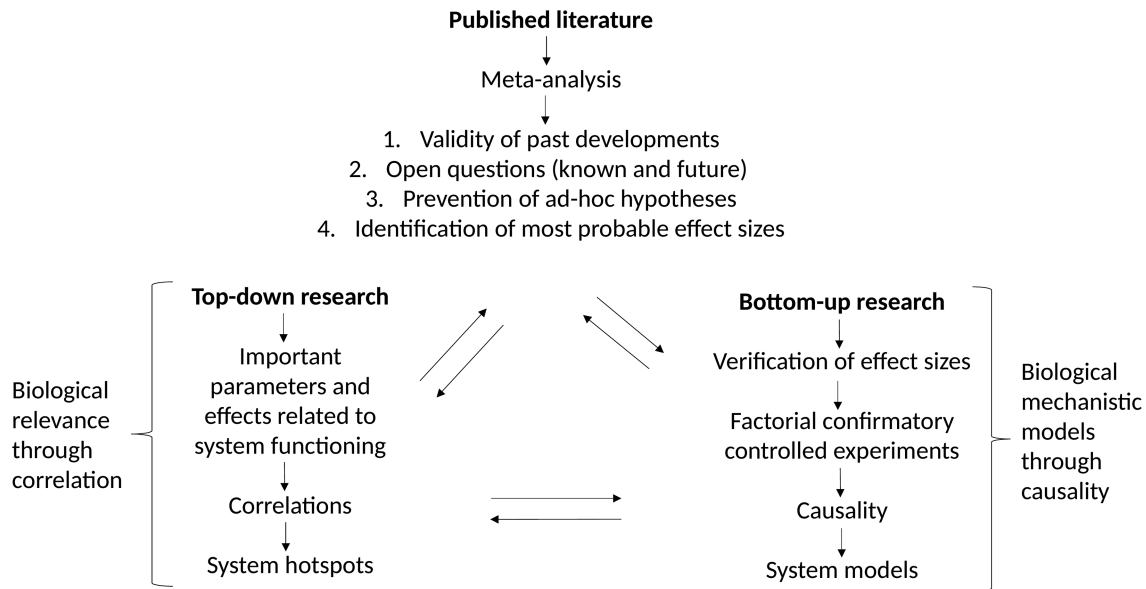 Published literature
Meta-analysis
1. Validity of past developments
2. Open questions (known and future)
3. Prevention of ad-hoc hypotheses
4. Identification of most probable effect sizes
Top-down research
Important
parameters and
effects related to
system functioning
Correlations
System hotspots
Biological
relevance
through
correlation
Bottom-up research
Verification of effect sizes
Factorial confirmatory
controlled experiments
Causality
System models
Biological
mechanistic
models
through
causality